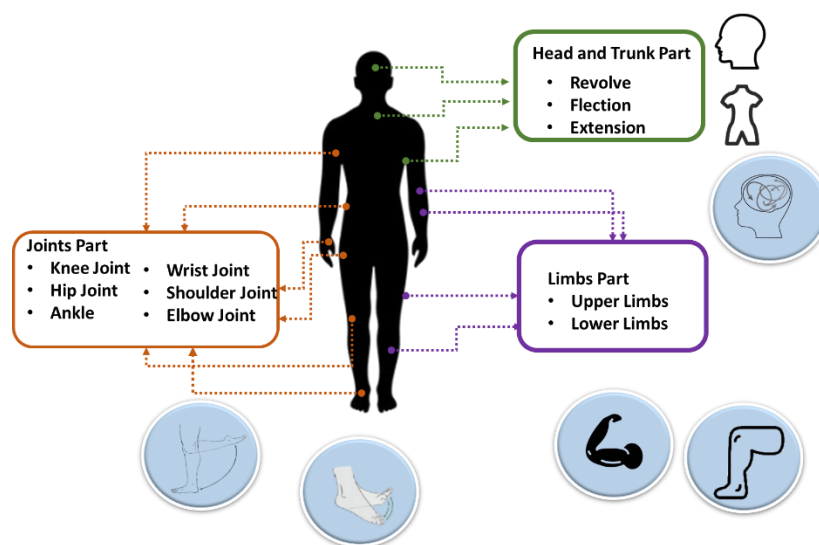 Head and Trunk Part
• Revolve
• Flection
• Extension
Joints Part
• Knee Joint
• Hip Joint
• Ankle
• Wrist Joint
• Shoulder Joint
• Elbow Joint
Limbs Part
• Upper Limbs
• Lower Limbs